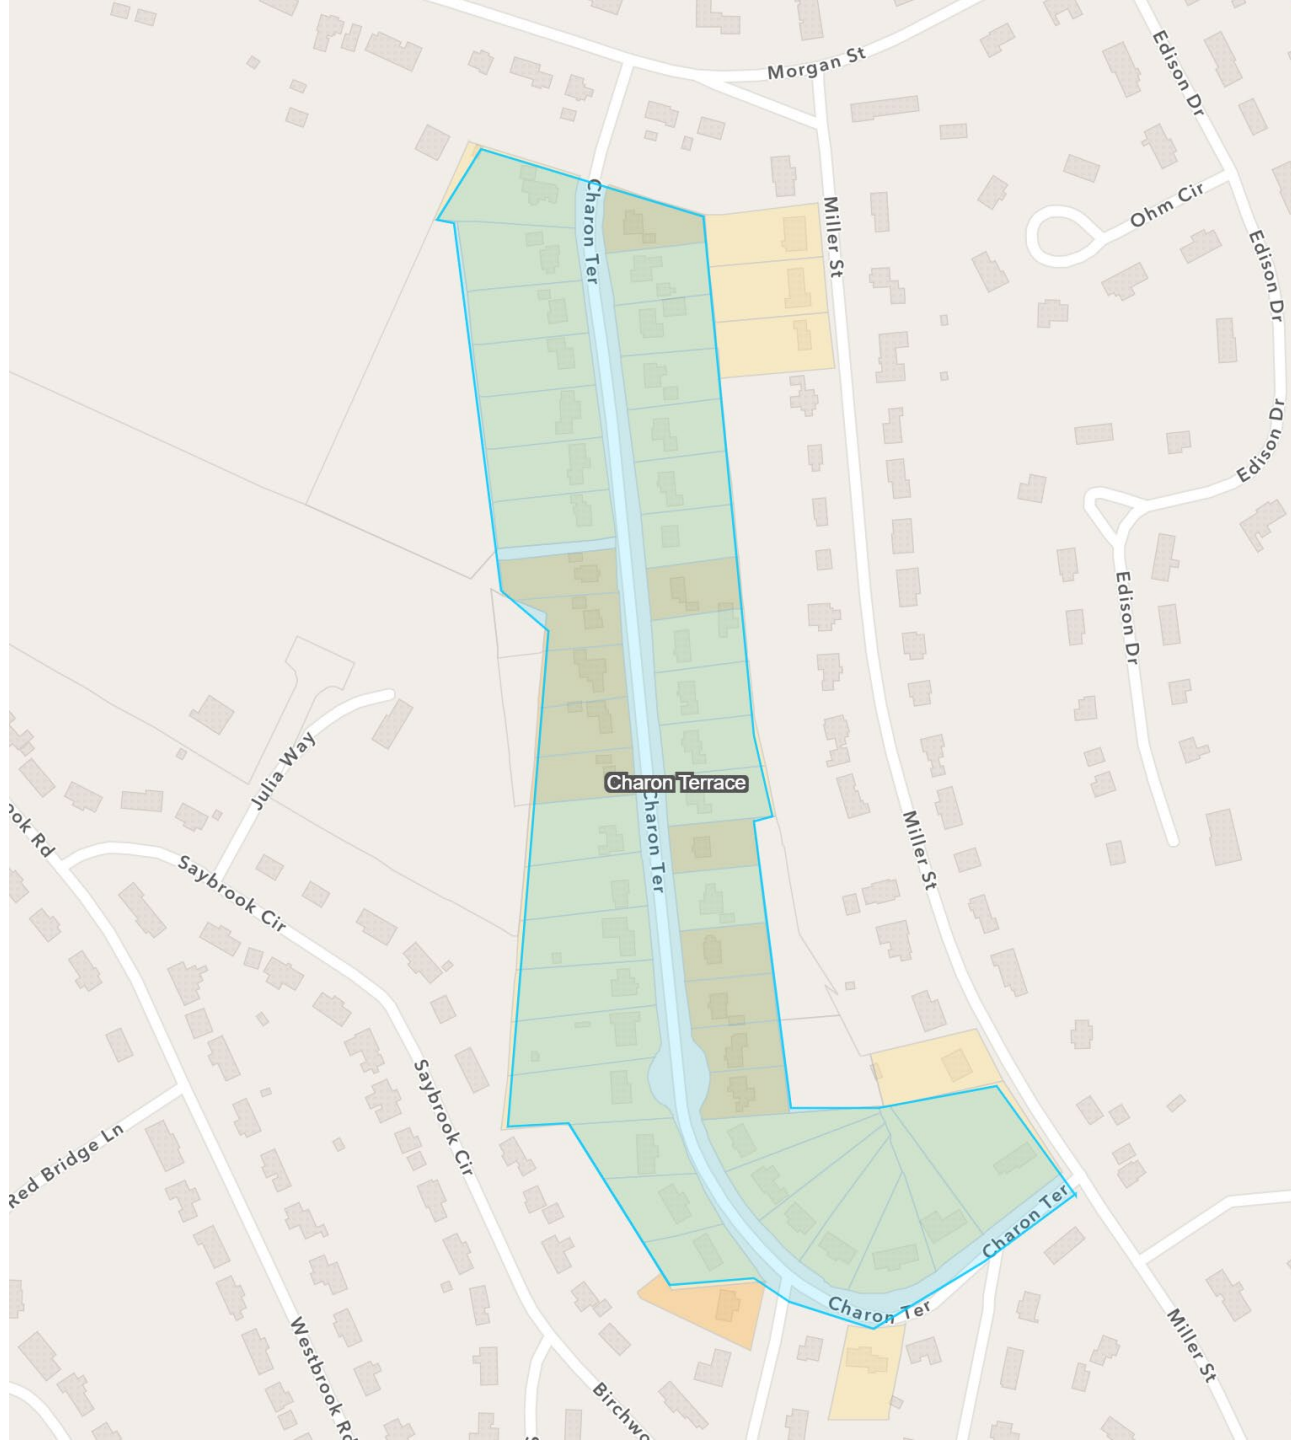 Morgan St
Edison Dr
Ohm Cir
Charon Ter
Miller St
Edison Dr
Edison Dr
Edison Dr
Julia Way
Charon Terrace
Charon Ter
ook Rd
Miller St
Saybrook Cir
Saybrook Cir
Red Bridge Ln
Charon Ter
Charon Ter
Westbrook Rd
Miller St
Birchwo
S